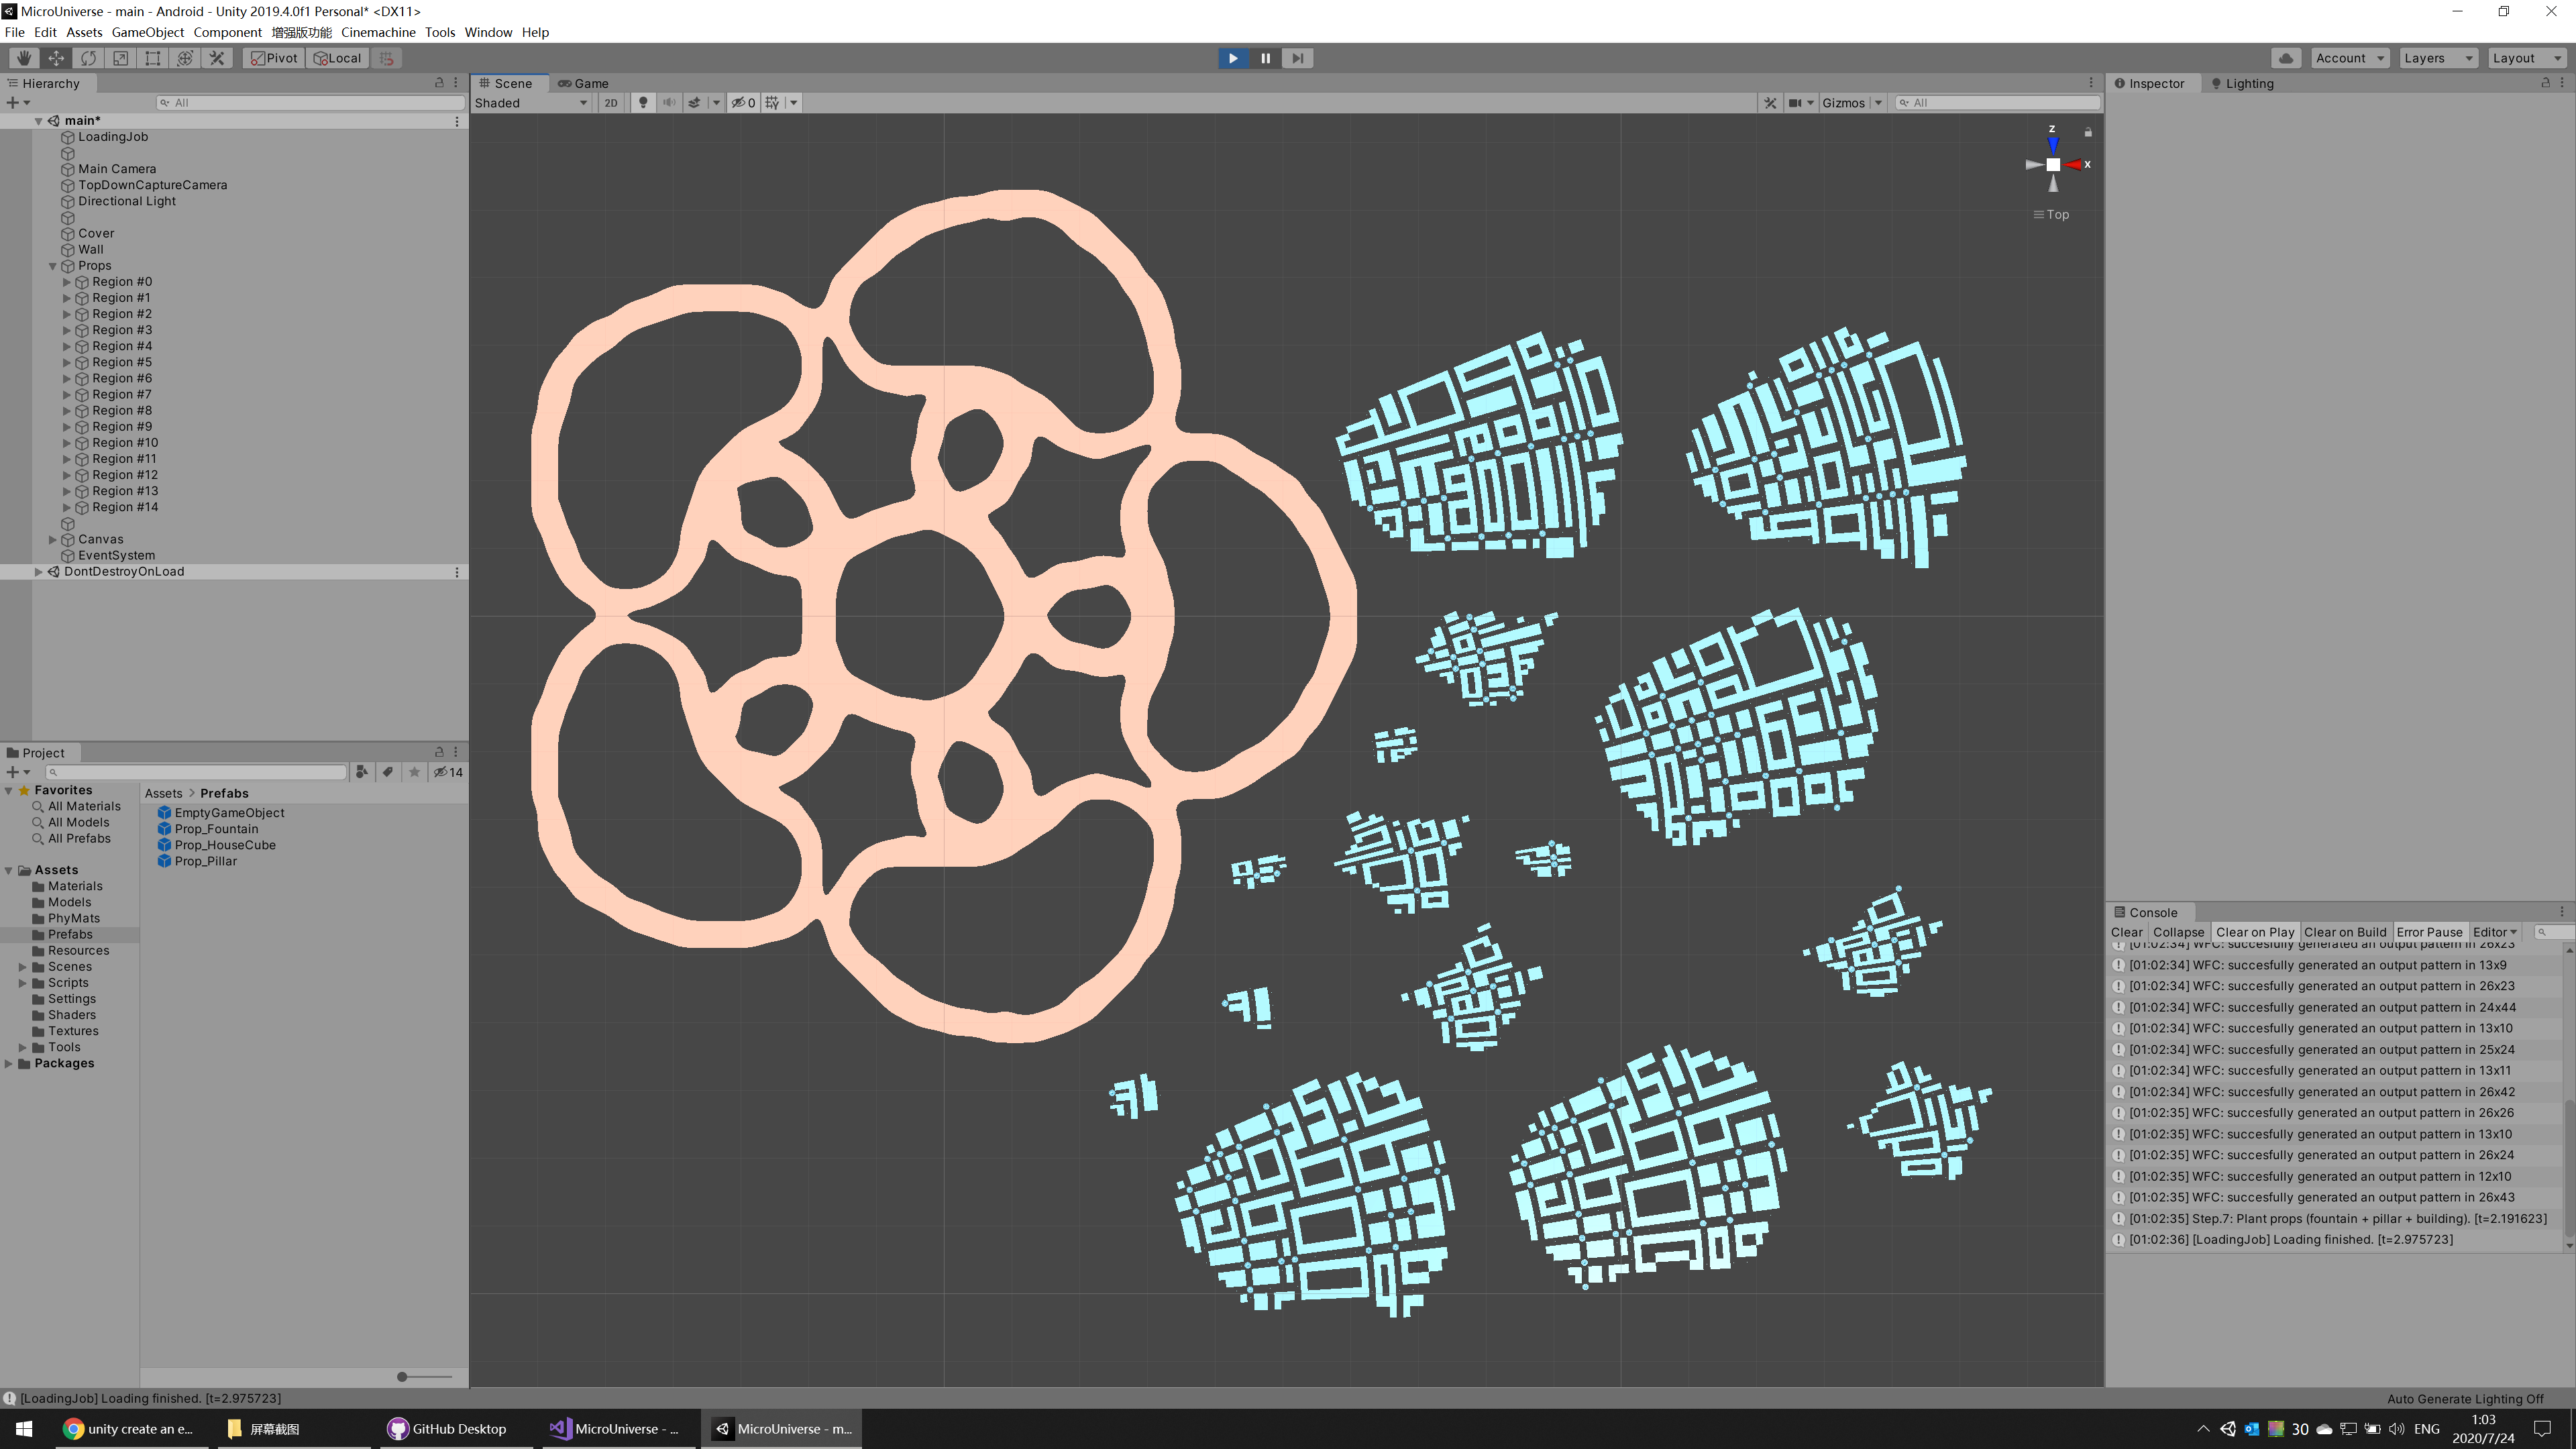 MicroUniverse - main - Android - Unity 2019.4.0f1 Personal* <DX11>
File Edit Assets GameObject Component 增强版功能 Cinemachine Tools Window Help
Pivot Local
Account Layers Layout
Hierarchy
All
main*
LoadingJob
Main Camera
TopDownCaptureCamera
Directional Light
Cover
Wall
Props
Region #0
Region #1
Region #2
Region #3
Region #4
Region #5
Region #6
Region #7
Region #8
Region #9
Region #10
Region #11
Region #12
Region #13
Region #14
Canvas
EventSystem
DontDestroyOnLoad
Scene Game
Shaded 2D 0 Gizmos All
z
x
Top
Inspector Lighting
Project
14
Favorites
All Materials
All Models
All Prefabs
Assets
Materials
Models
PhyMats
Prefabs
Resources
Scenes
Scripts
Settings
Shaders
Textures
Tools
Packages
Assets > Prefabs
EmptyGameObject
Prop_Fountain
Prop_HouseCube
Prop_Pillar
Console
Clear Collapse Clear on Play Clear on Build Error Pause Editor
[01:02:34] WFC: succesfully generated an output pattern in 26x23
[01:02:34] WFC: succesfully generated an output pattern in 13x9
[01:02:34] WFC: succesfully generated an output pattern in 26x23
[01:02:34] WFC: succesfully generated an output pattern in 24x44
[01:02:34] WFC: succesfully generated an output pattern in 13x10
[01:02:34] WFC: succesfully generated an output pattern in 25x24
[01:02:34] WFC: succesfully generated an output pattern in 13x11
[01:02:34] WFC: succesfully generated an output pattern in 26x42
[01:02:35] WFC: succesfully generated an output pattern in 26x26
[01:02:35] WFC: succesfully generated an output pattern in 13x10
[01:02:35] WFC: succesfully generated an output pattern in 26x24
[01:02:35] WFC: succesfully generated an output pattern in 12x10
[01:02:35] WFC: succesfully generated an output pattern in 26x43
[01:02:35] Step.7: Plant props (fountain + pillar + building). [t=2.191623]
[01:02:36] [LoadingJob] Loading finished. [t=2.975723]
[LoadingJob] Loading finished. [t=2.975723]
Auto Generate Lighting Off
unity create an e...
屏幕截图
GitHub Desktop
MicroUniverse - ...
MicroUniverse - m...
30
ENG
1:03
2020/7/24